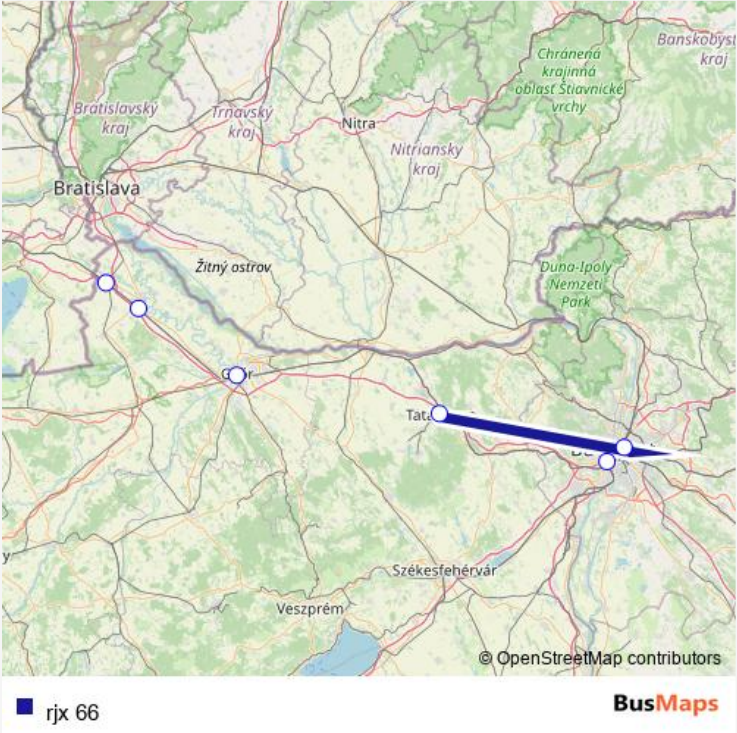 Chránená
krajinná
oblasť Štiavnické
vrchy
Banskobyst
kraj
Bratislavský
kraj
Trnavský
kraj
Nitra
Nitriansky
kraj
Bratislava
Žitný ostrov
Duna-Ipoly
Nemzeti
Park
Székesfehérvár
Veszprém
y
© OpenStreetMap contributors
rjx 66
BusMaps